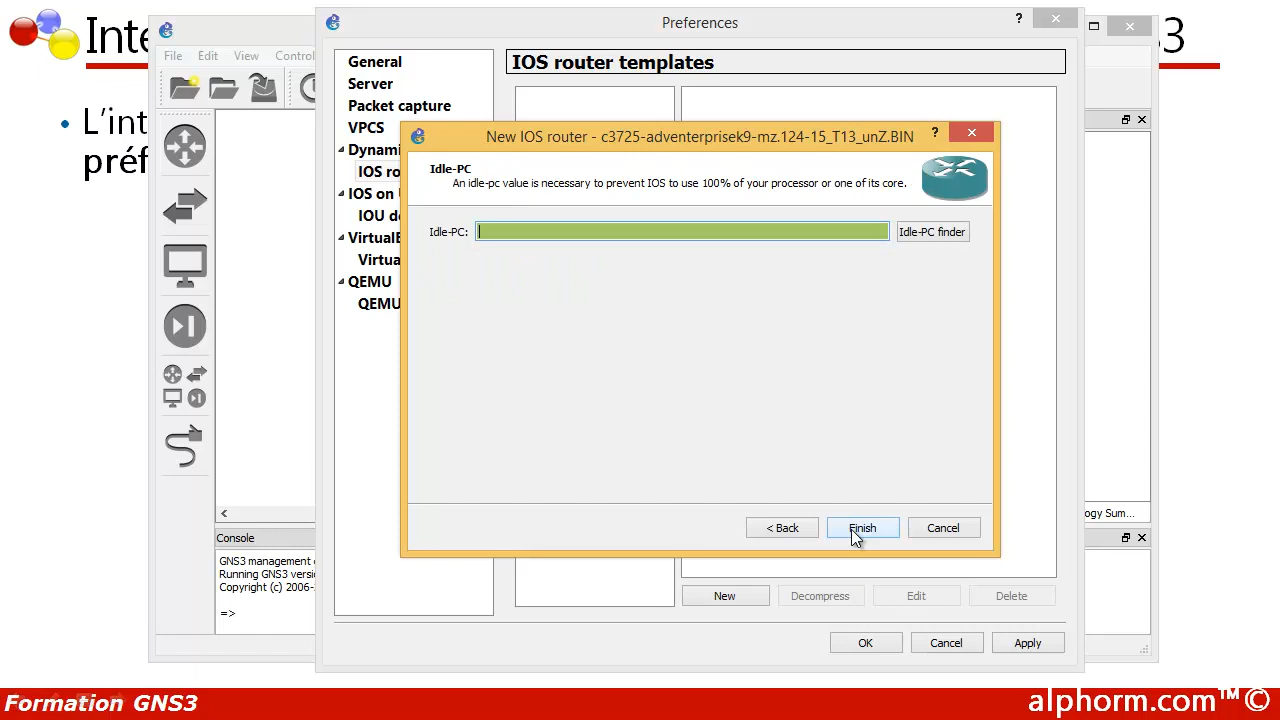 Inte
3
• L'int
préf
File Edit View Control
Preferences
?
General
Server
Packet capture
VPCS
Dynami
IOS ro
IOS on
IOU de
VirtualB
Virtua
QEMU
QEMU
IOS router templates
New IOS router - c3725-adventerprisek9-mz.124-15_T13_unZ.BIN
?
Idle-PC
An idle-pc value is necessary to prevent IOS to use 100% of your processor or one of its core.
Idle-PC:
Idle-PC finder
< Back
Finish
Cancel
New
Decompress
Edit
Delete
OK
Cancel
Apply
ogy Sum...
Console
GNS3 management
Running GNS3 versi
Copyright (c) 2006-
=>
Formation GNS3
alphorm.com™©